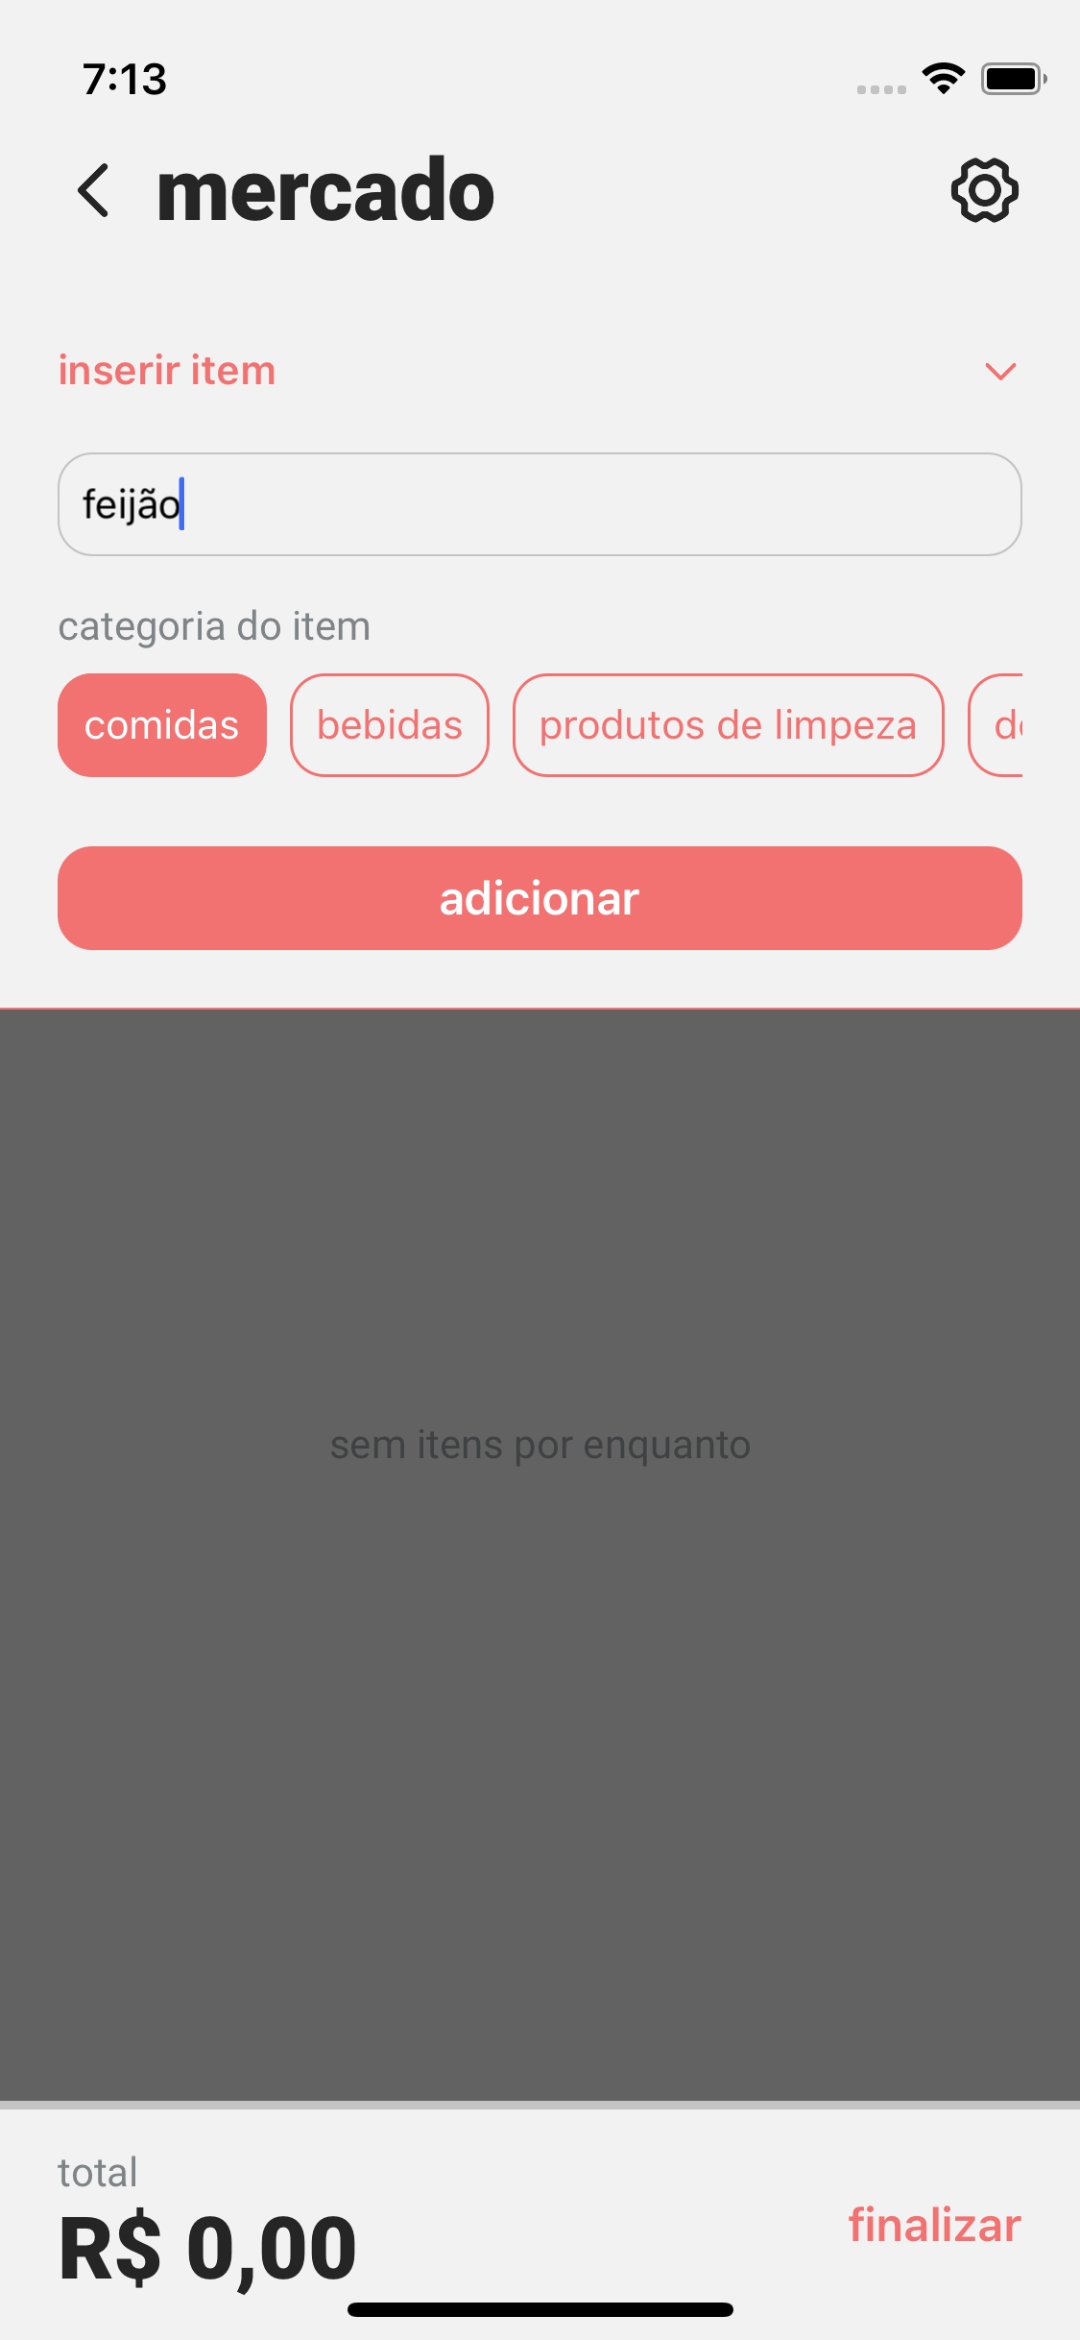 7:13
mercado
inserir item
feijão
categoria do item
comidas bebidas produtos de limpeza
adicionar
sem itens por enquanto
total
R$ 0,00
finalizar